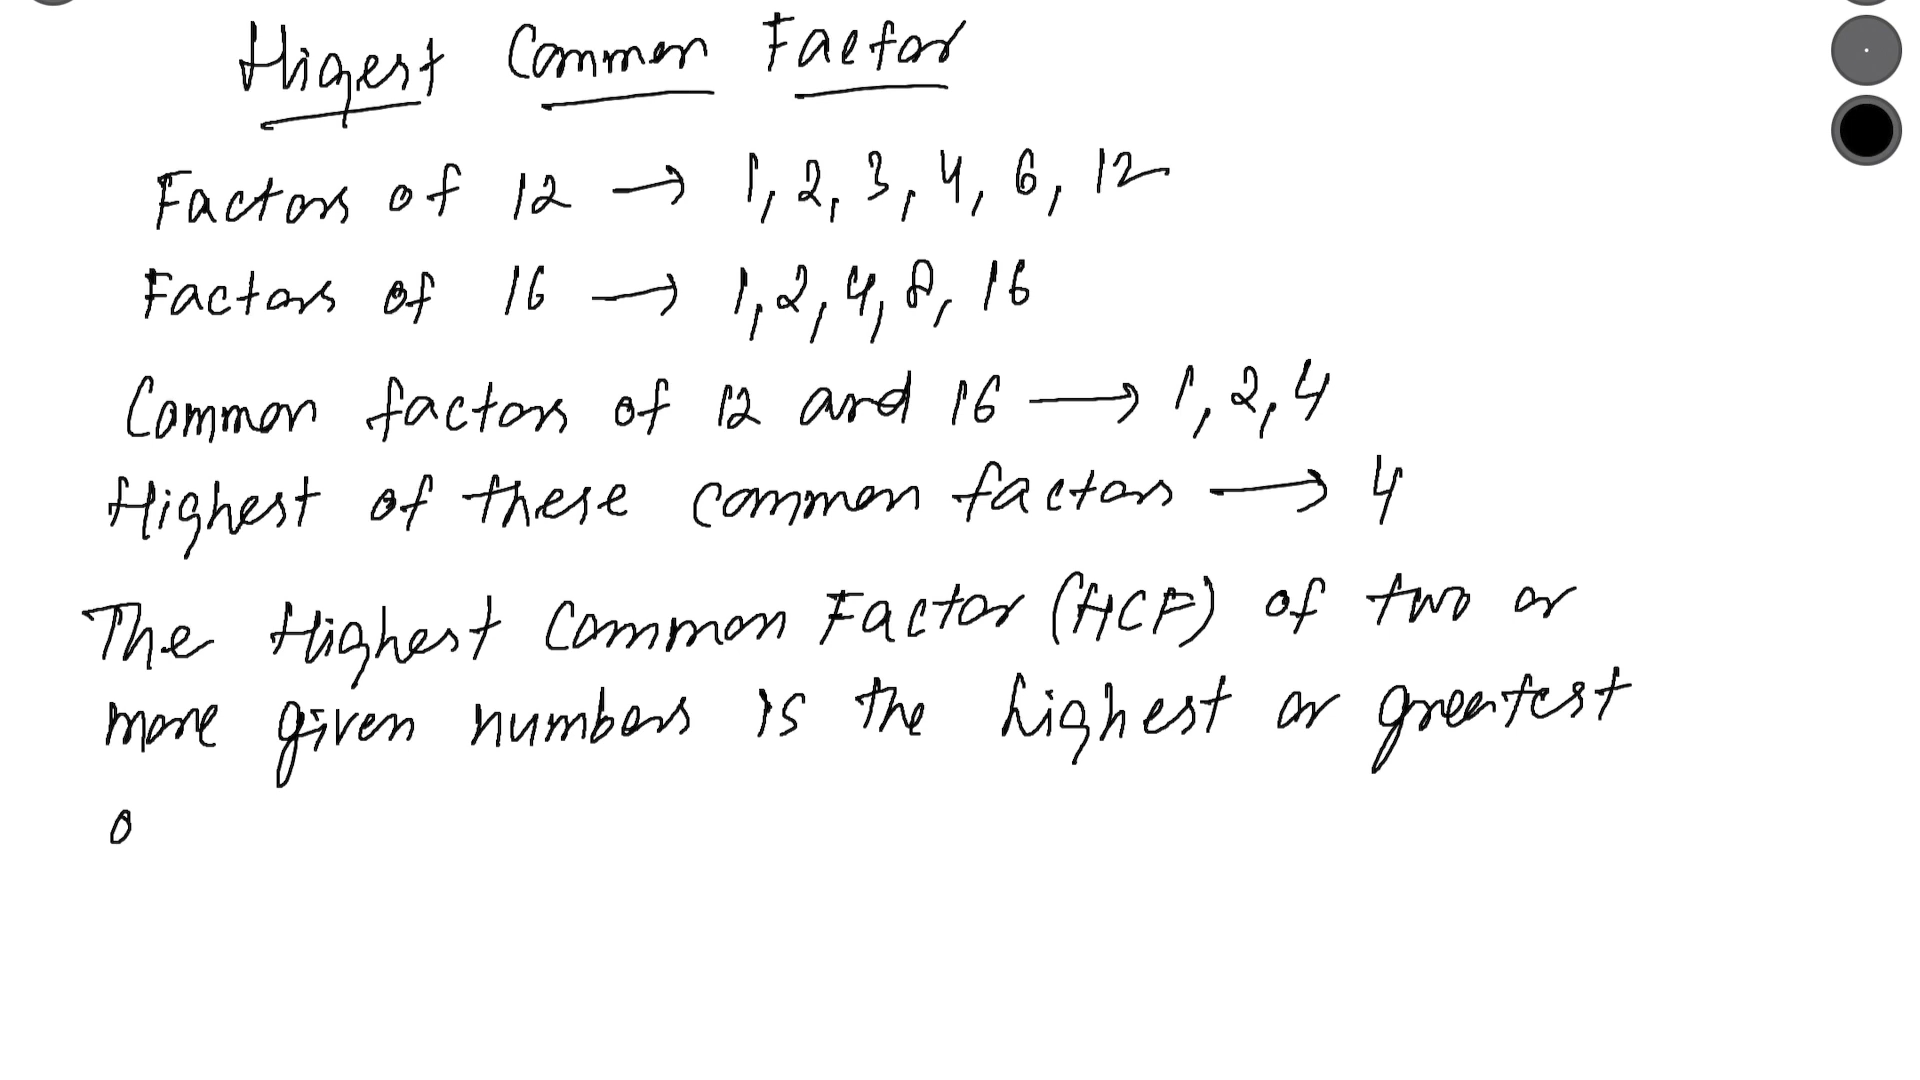 Higest Common Factor
Factors of 12 → 1, 2, 3, 4, 6, 12
Factors of 16 → 1, 2, 4, 8, 16
Common factors of 12 and 16 → 1, 2, 4
Highest of these common factors → 4
The Highest Common Factor (HCF) of two or
more given numbers is the highest or greatest
o